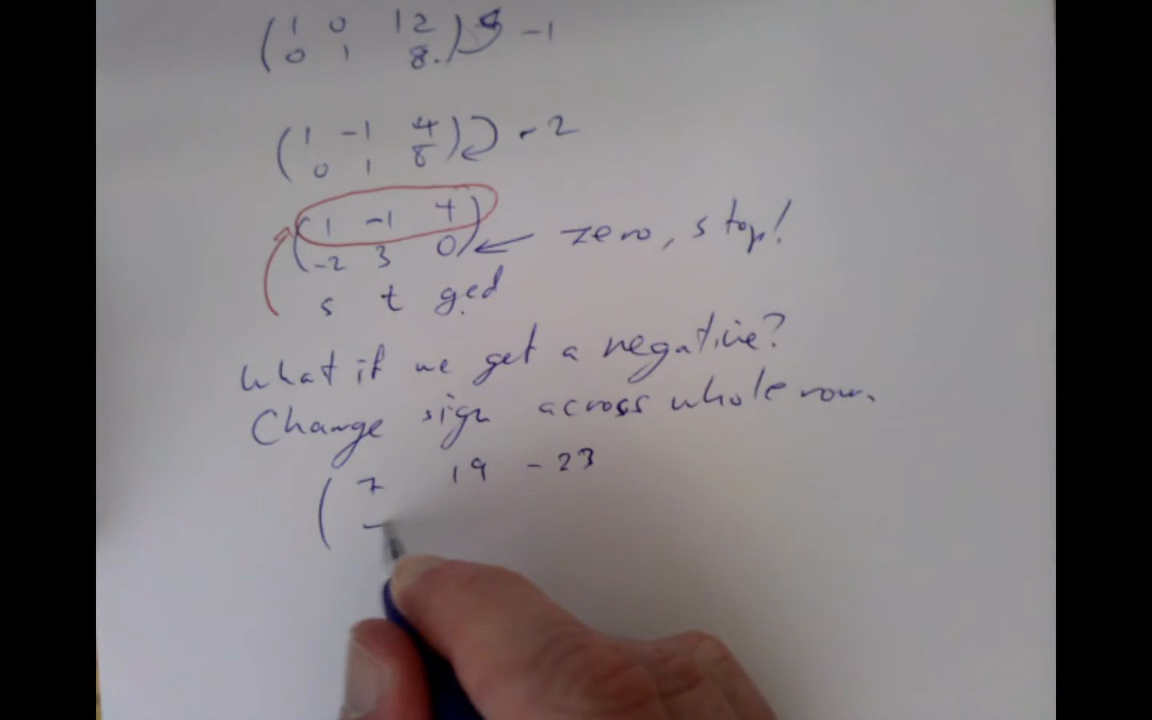 ( 1 0 12 )
( 0 1 8. ) -1
( 1 -1 4 )
( 0 1 8 ) -2
( 1 -1 4 )
( -2 3 0 ) ← zero, stop!
s t gcd
What if we get a negative?
Change sign across whole row.
( 7 19 -23